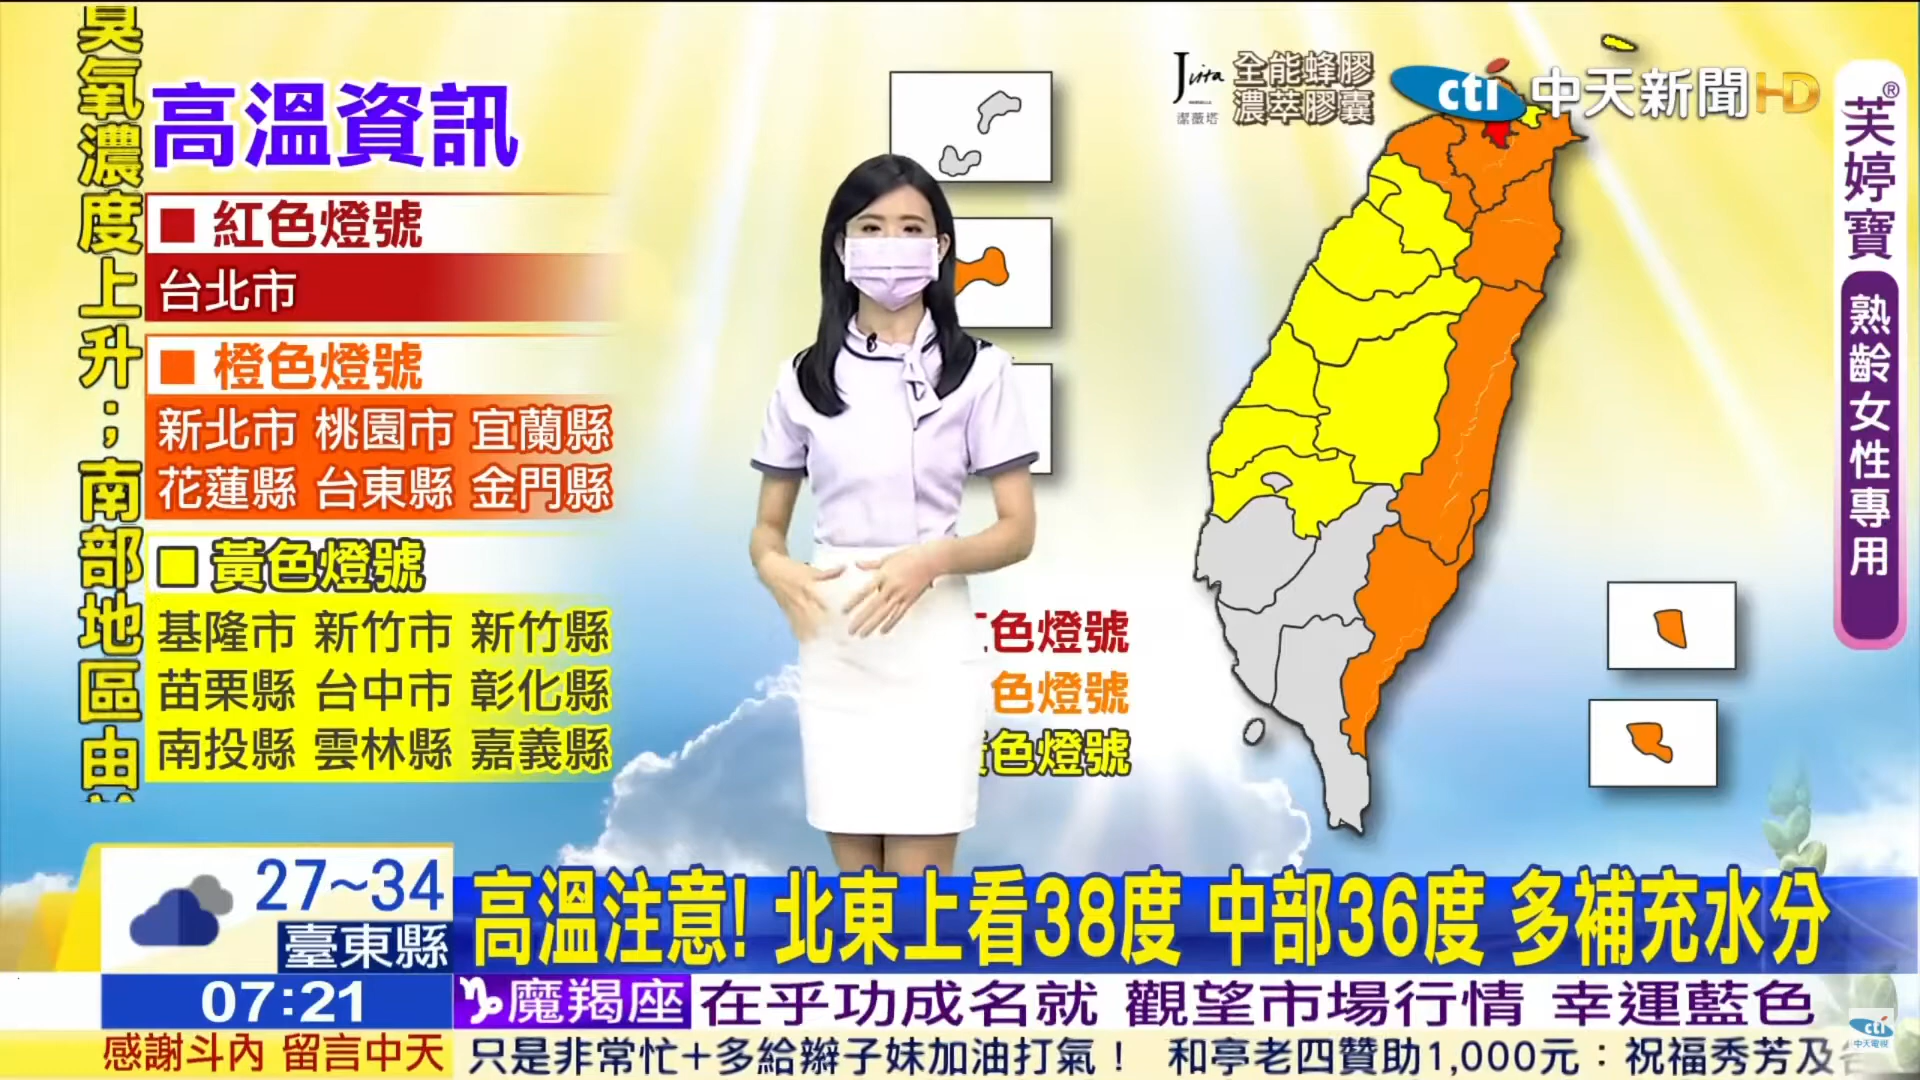 臭氧濃度上升；南部地區由於
高溫資訊
紅色燈號
台北市
橙色燈號
新北市 桃園市 宜蘭縣
花蓮縣 台東縣 金門縣
黃色燈號
基隆市 新竹市 新竹縣
苗栗縣 台中市 彰化縣
南投縣 雲林縣 嘉義縣
Jvita
潔薇塔
全能蜂膠
濃萃膠囊
cti 中天新聞HD
芙婷寶®
熟齡女性專用
色燈號
色燈號
色燈號
27~34
臺東縣
高溫注意! 北東上看38度 中部36度 多補充水分
07:21
魔羯座 在乎功成名就 觀望市場行情 幸運藍色
感謝斗內 留言中天
只是非常忙+多給辮子妹加油打氣！ 和亭老四贊助1,000元：祝福秀芳及
cti
中天電視